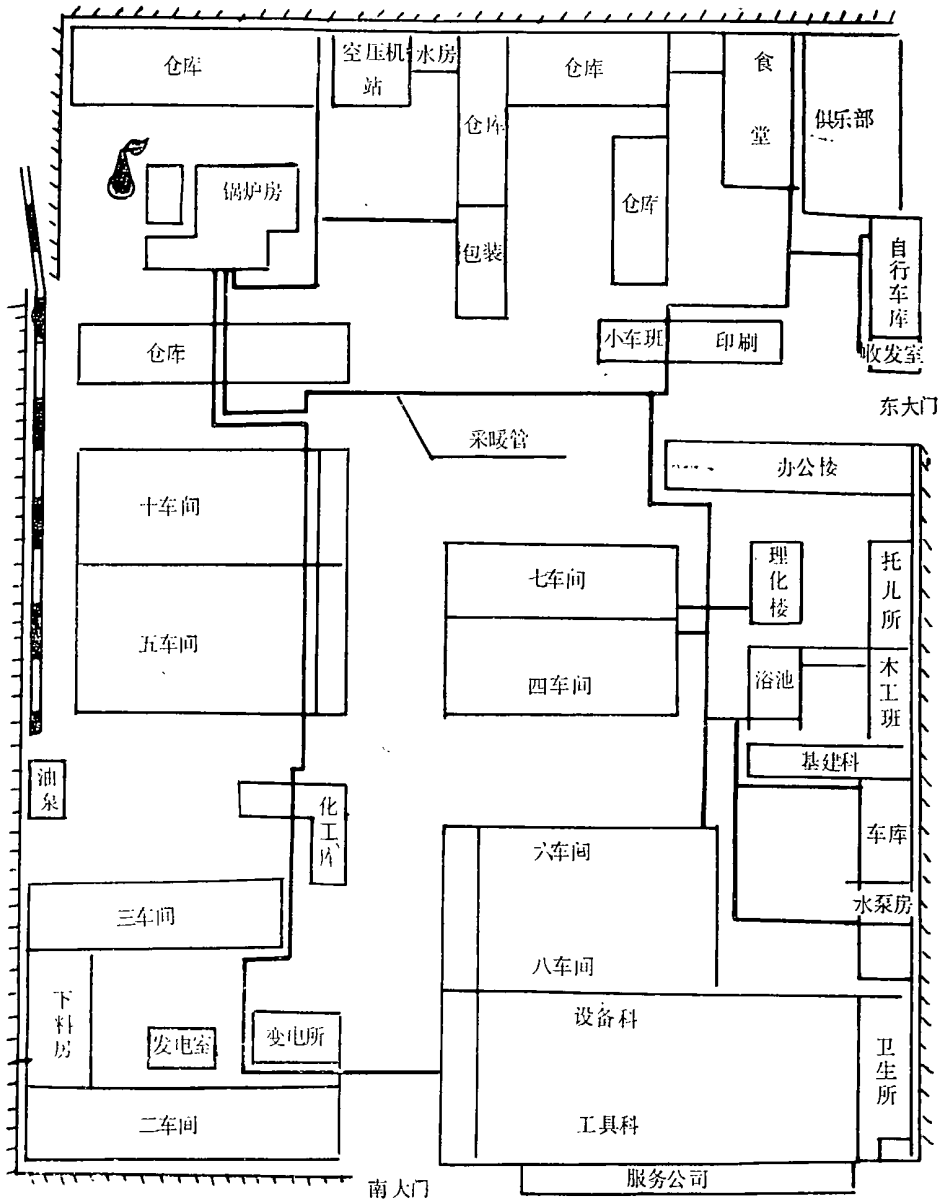 仓库
空压机
站
水房
仓库
仓库
食
堂
俱乐部
锅炉房
仓库
包装
自
行
车
库
收发室
仓库
小车班
印刷
东大门
采暖管
办公楼
十车间
七车间
理
化
楼
托
儿
所
五车间
四车间
浴池
木
工
班
基建科
油
泵
化
工
库
六车间
车库
三车间
水泵房
八车间
下
料
房
发电室
变电所
设备科
卫
生
所
二车间
工具科
服务公司
南大门